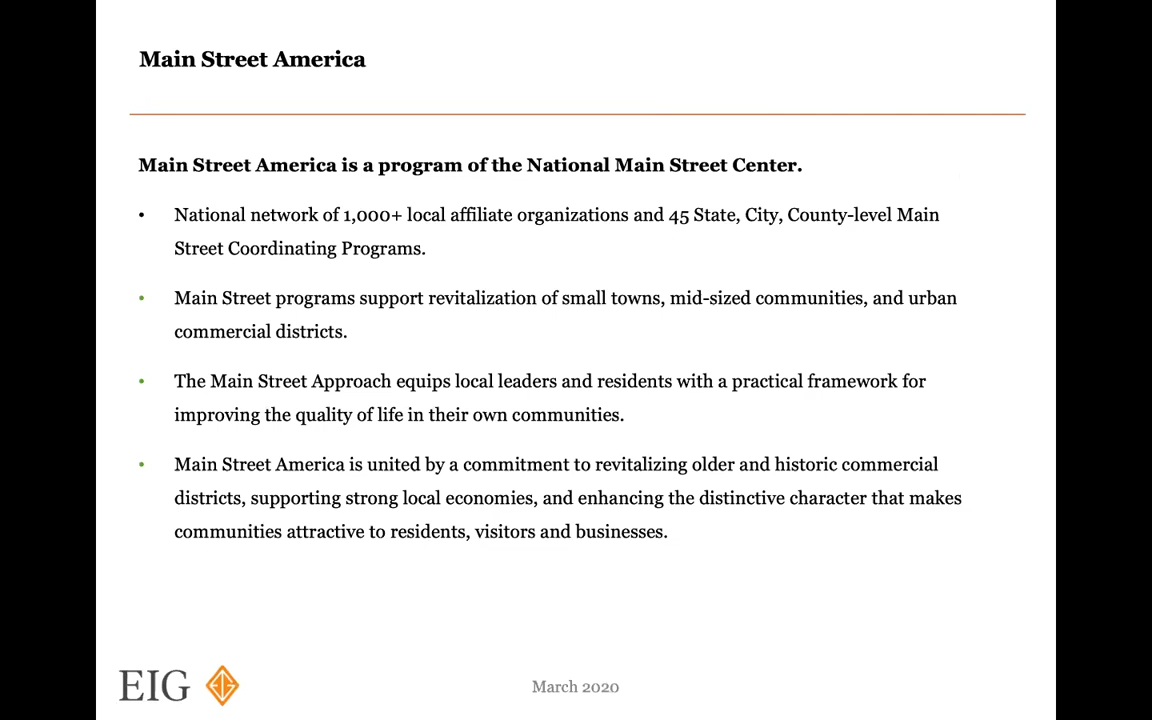 Main Street America
Main Street America is a program of the National Main Street Center.
• National network of 1,000+ local affiliate organizations and 45 State, City, County-level Main
Street Coordinating Programs.
• Main Street programs support revitalization of small towns, mid-sized communities, and urban
commercial districts.
• The Main Street Approach equips local leaders and residents with a practical framework for
improving the quality of life in their own communities.
• Main Street America is united by a commitment to revitalizing older and historic commercial
districts, supporting strong local economies, and enhancing the distinctive character that makes
communities attractive to residents, visitors and businesses.
EIG
March 2020